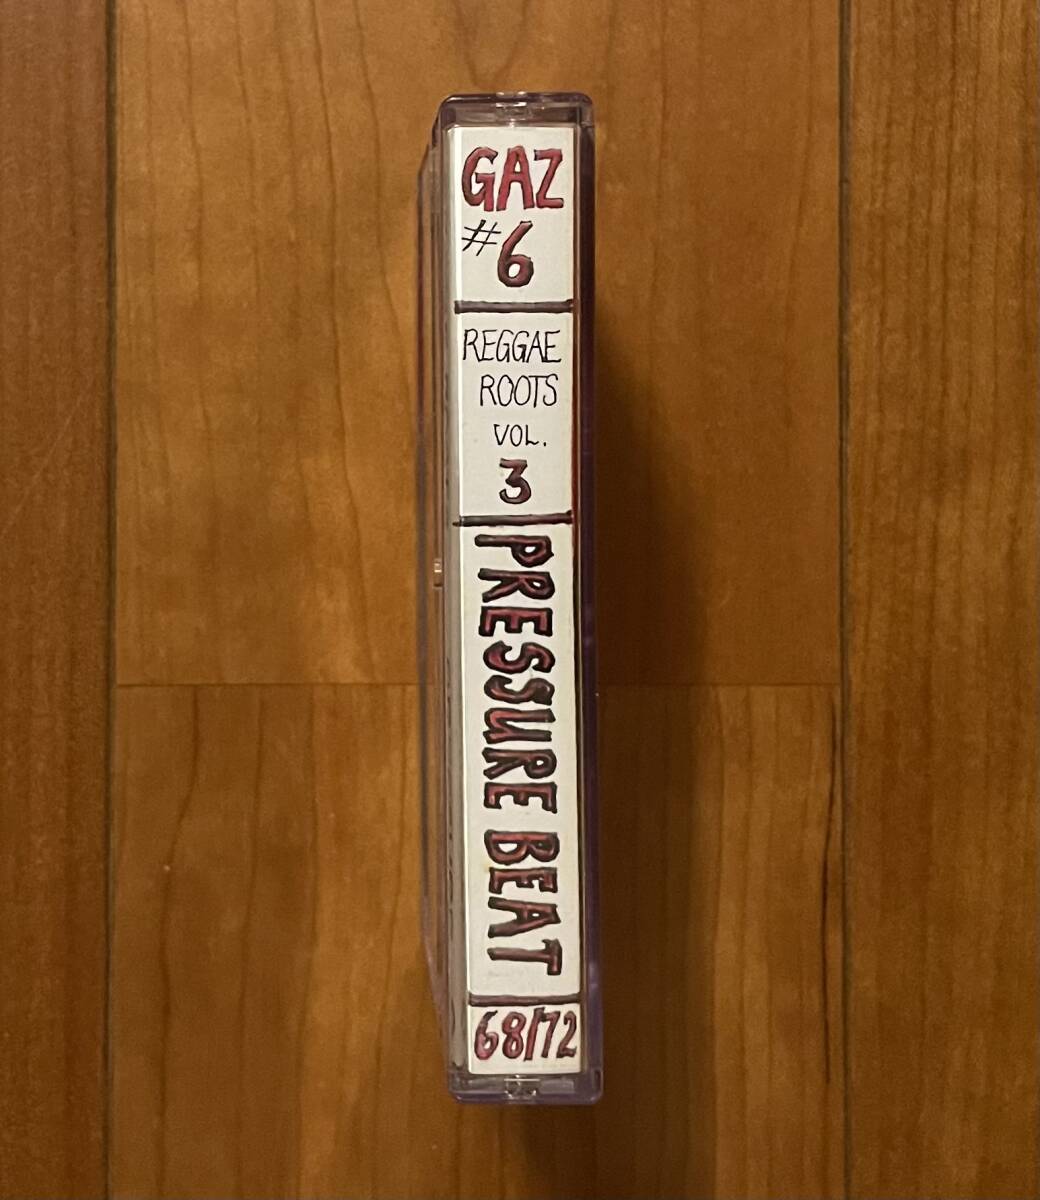 GAZ
#6
REGGAE
ROOTS
VOL.
3
PRESSURE BEAT
68/72